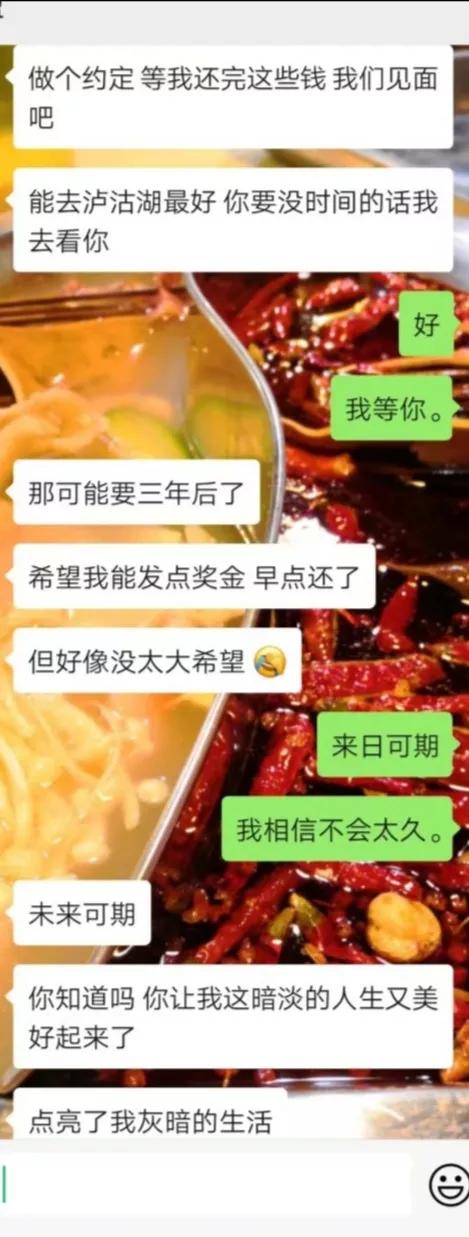 做个约定 等我还完这些钱 我们见面
吧
能去泸沽湖最好 你要没时间的话我
去看你
好
我等你。
那可能要三年后了
希望我能发点奖金 早点还了
但好像没太大希望
来日可期
我相信不会太久。
未来可期
你知道吗 你让我这暗淡的人生又美
好起来了
点亮了我灰暗的生活